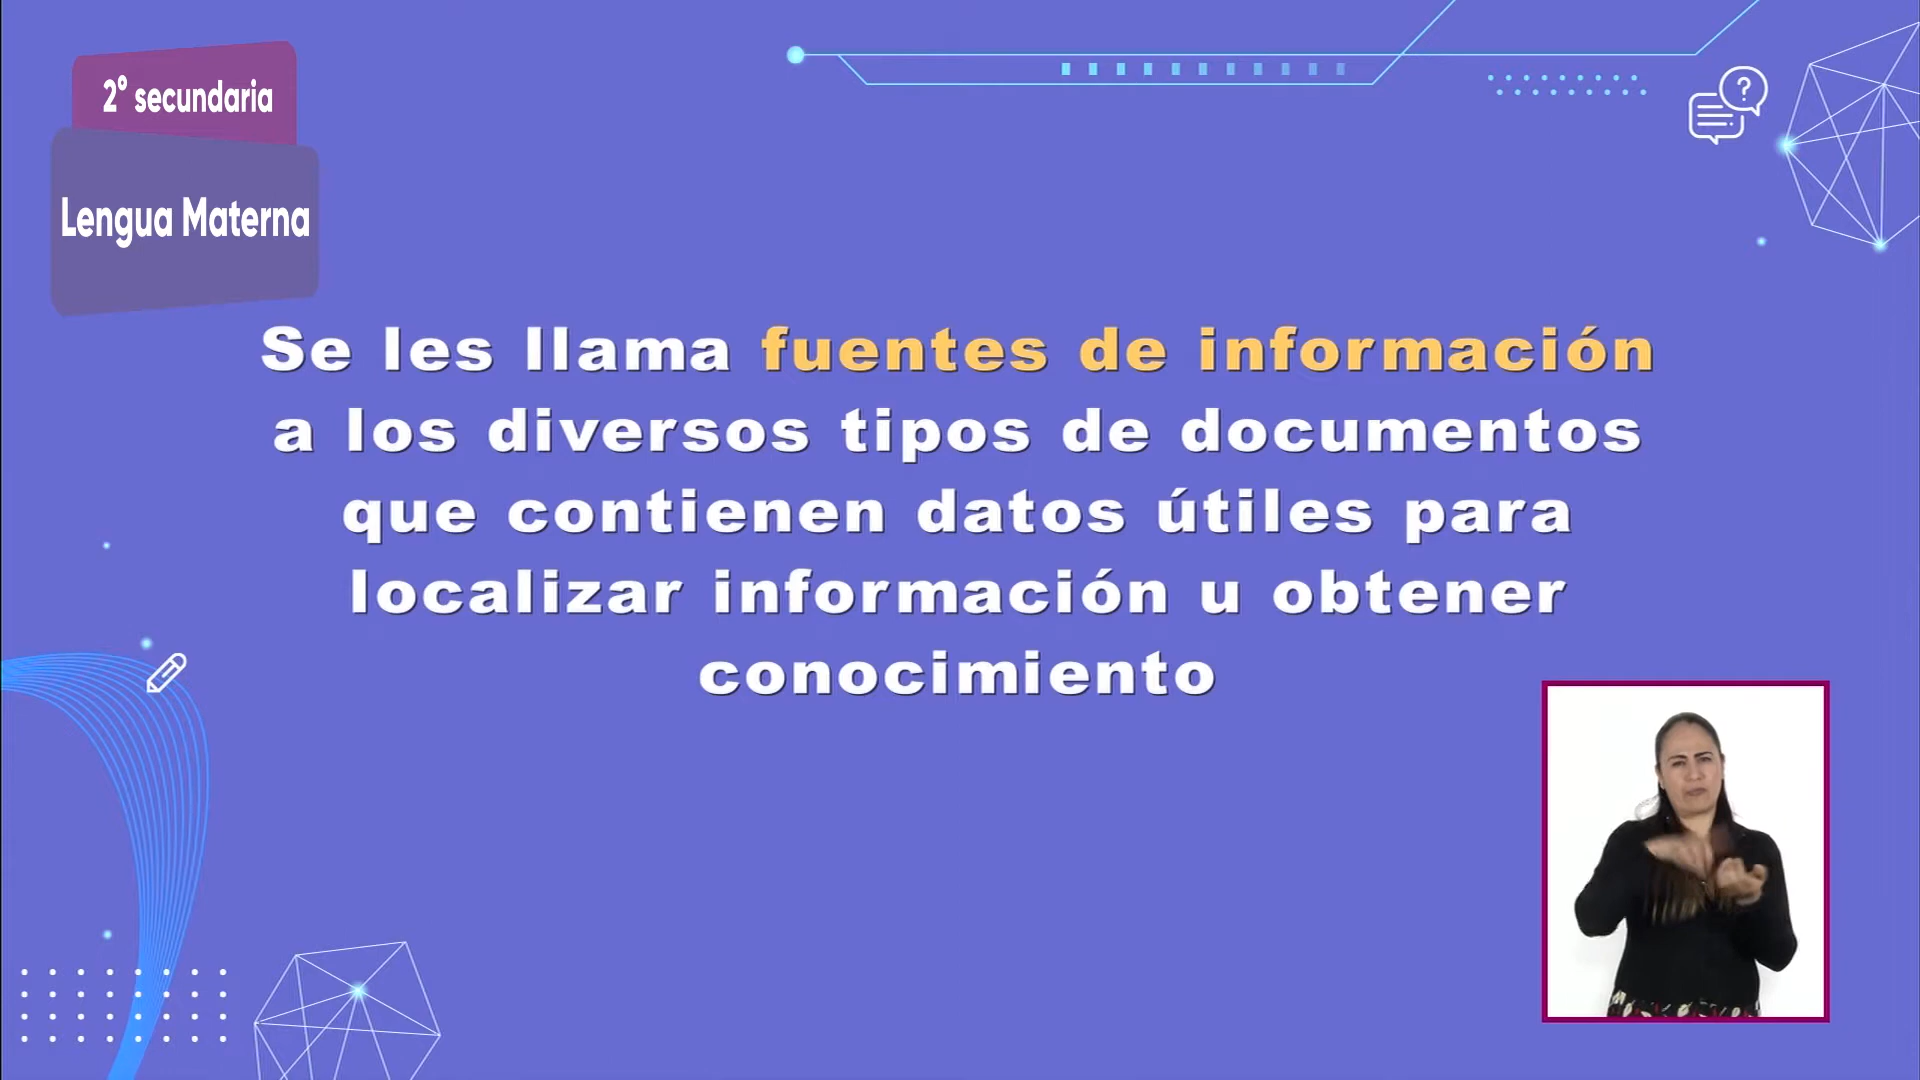 2° secundaria
Lengua Materna
Se les llama fuentes de información
a los diversos tipos de documentos
que contienen datos útiles para
localizar información u obtener
conocimiento